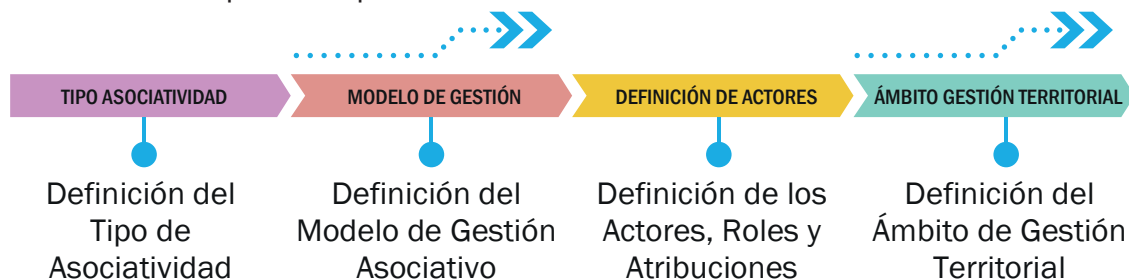 TIPO ASOCIATIVIDAD
MODELO DE GESTIÓN
DEFINICIÓN DE ACTORES
ÁMBITO GESTIÓN TERRITORIAL
Definición del
Tipo de
Asociatividad
Definición del
Modelo de Gestión
Asociativo
Definición de los
Actores, Roles y
Atribuciones
Definición del
Ámbito de Gestión
Territorial